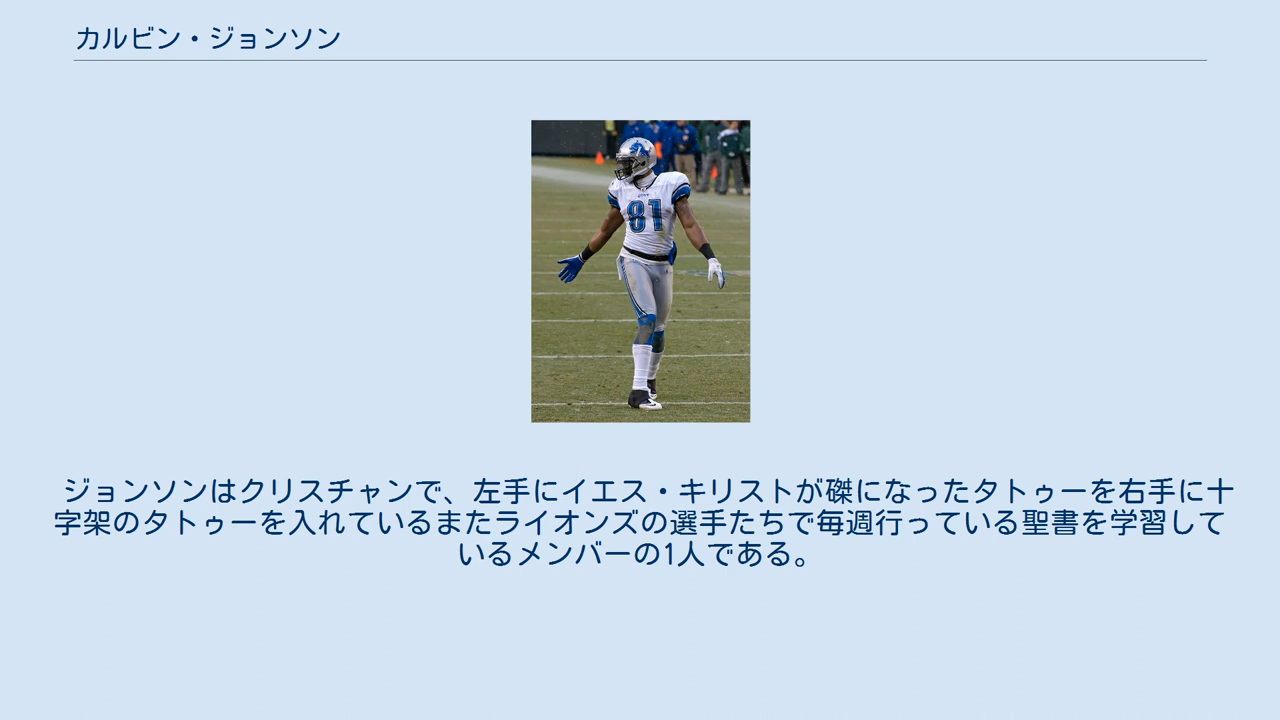 カルビン・ジョンソン
81
ジョンソンはクリスチャンで、左手にイエス・キリストが磔になったタトゥーを右手に十
字架のタトゥーを入れているまたライオンズの選手たちで毎週行っている聖書を学習して
いるメンバーの1人である。